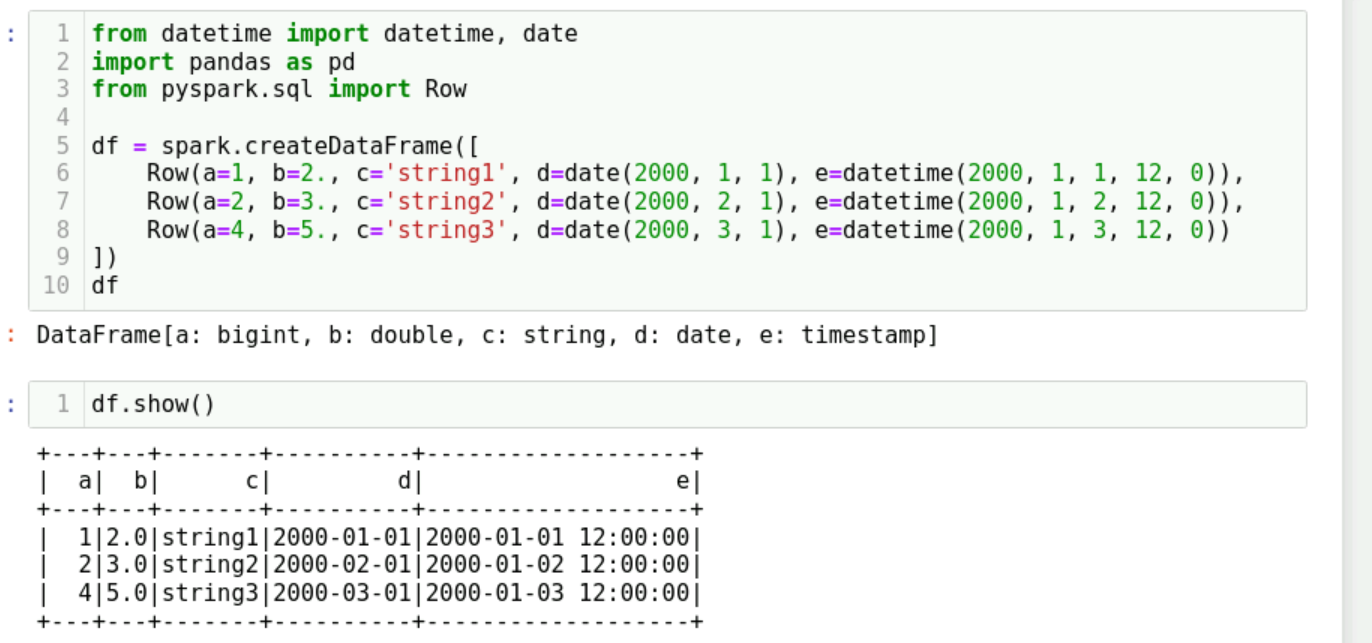 :
1 from datetime import datetime, date
2 import pandas as pd
3 from pyspark.sql import Row
4
5 df = spark.createDataFrame([
6     Row(a=1, b=2., c='string1', d=date(2000, 1, 1), e=datetime(2000, 1, 1, 12, 0)),
7     Row(a=2, b=3., c='string2', d=date(2000, 2, 1), e=datetime(2000, 1, 2, 12, 0)),
8     Row(a=4, b=5., c='string3', d=date(2000, 3, 1), e=datetime(2000, 1, 3, 12, 0))
9 ])
10 df
: DataFrame[a: bigint, b: double, c: string, d: date, e: timestamp]
: 1 df.show()
+---+---+-------+----------+-------------------+
|  a|  b|      c|         d|                  e|
+---+---+-------+----------+-------------------+
|  1|2.0|string1|2000-01-01|2000-01-01 12:00:00|
|  2|3.0|string2|2000-02-01|2000-01-02 12:00:00|
|  4|5.0|string3|2000-03-01|2000-01-03 12:00:00|
+---+---+-------+----------+-------------------+